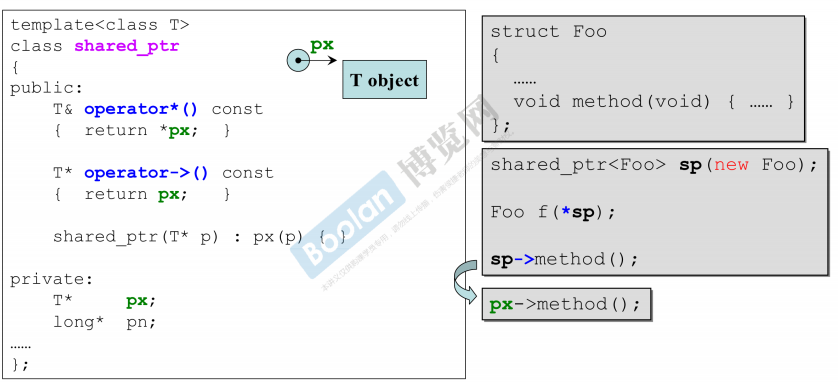 template<class T>
class shared_ptr
{
public:
T& operator*() const
{ return *px; }
T* operator->() const
{ return px; }
shared_ptr(T* p) : px(p) { }
private:
T* px;
long* pn;
……
};
px
T object
struct Foo
{
……
void method(void) { …… }
};
shared_ptr<Foo> sp(new Foo);
Foo f(*sp);
sp->method();
px->method();
Boolan 博览网